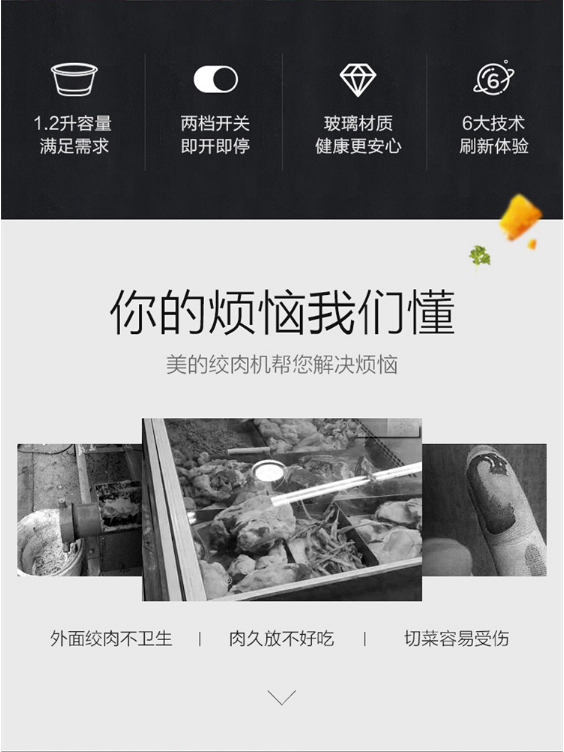 1.2升容量
满足需求
两档开关
即开即停
玻璃材质
健康更安心
6
6大技术
刷新体验
你的烦恼我们懂
美的绞肉机帮您解决烦恼
外面绞肉不卫生 | 肉久放不好吃 | 切菜容易受伤